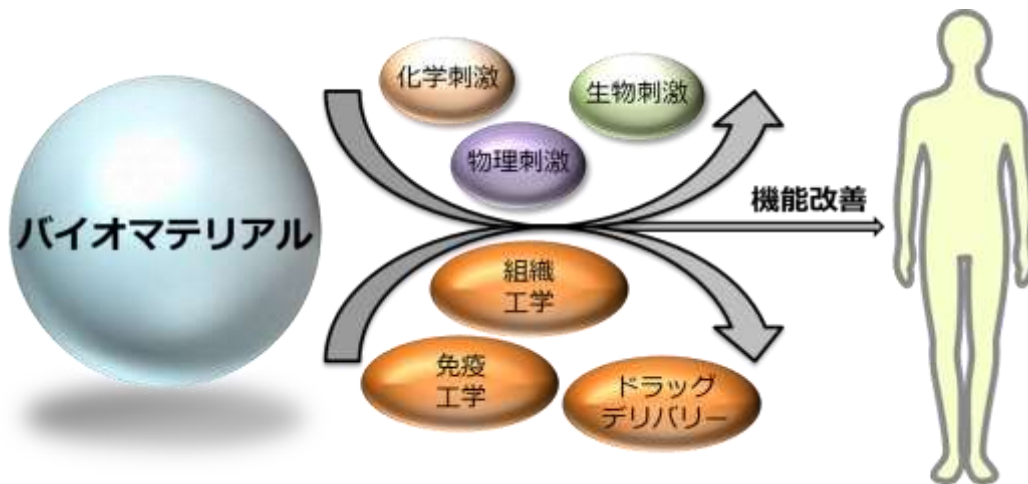 化学刺激
生物刺激
物理刺激
機能改善
バイオマテリアル
組織
工学
免疫
工学
ドラッグ
デリバリー